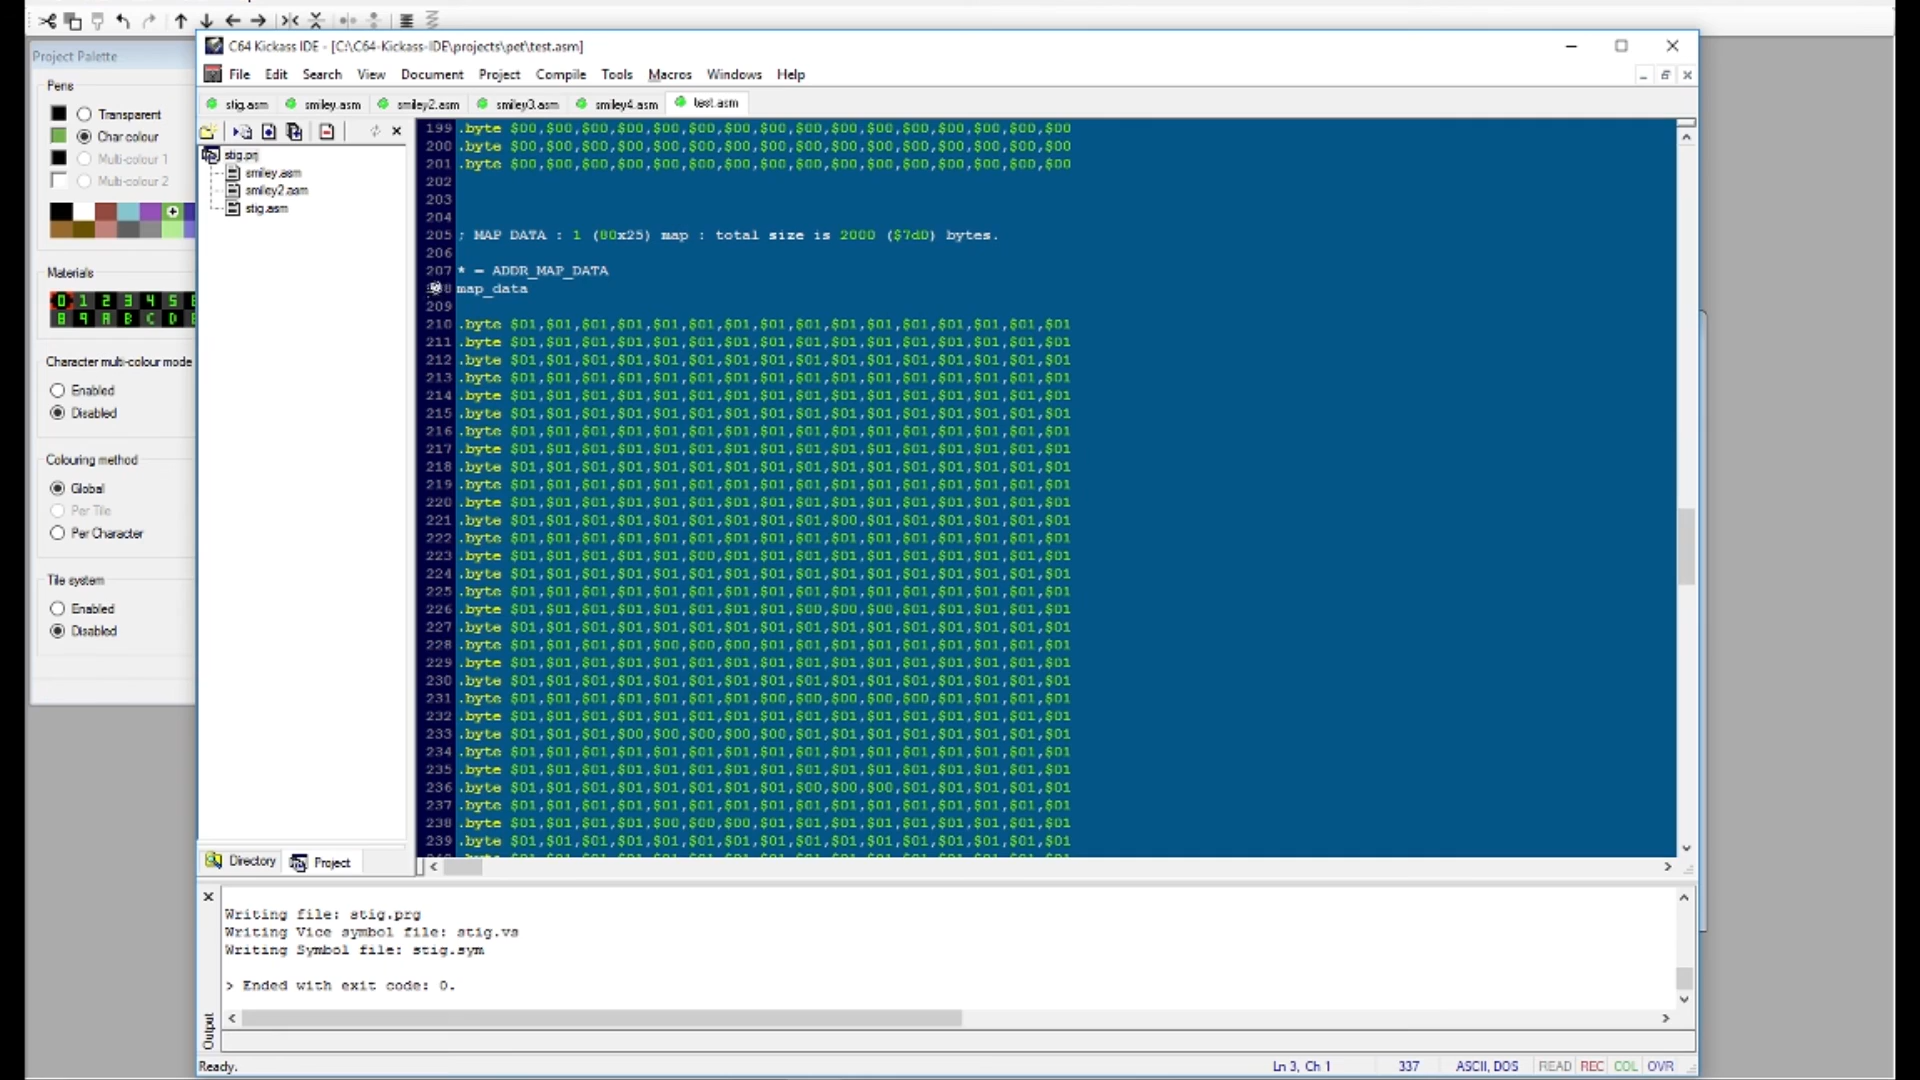 C64 Kickass IDE - [C:\C64-Kickass-IDE\projects\pet\test.asm]
Project Palette
Pens
Transparent
Char colour
Multi-colour 1
Multi-colour 2
Materials
0 1 2 3 4 5
8 9 A B C D
Character multi-colour mode
Enabled
Disabled
Colouring method
Global
Per Tile
Per Character
Tile system
Enabled
Disabled
File Edit Search View Document Project Compile Tools Macros Windows Help
stig.asm smiley.asm smiley2.asm smiley3.asm smiley4.asm test.asm
stig.prj
smiley.asm
smiley2.asm
stig.asm
Directory Project
199 .byte $00,$00,$00,$00,$00,$00,$00,$00,$00,$00,$00,$00,$00,$00,$00,$00
200 .byte $00,$00,$00,$00,$00,$00,$00,$00,$00,$00,$00,$00,$00,$00,$00,$00
201 .byte $00,$00,$00,$00,$00,$00,$00,$00,$00,$00,$00,$00,$00,$00,$00,$00
202
203
204
205 ; MAP DATA : 1 (80x25) map : total size is 2000 ($7d0) bytes.
206
207 * = ADDR_MAP_DATA
map_data
209
210 .byte $01,$01,$01,$01,$01,$01,$01,$01,$01,$01,$01,$01,$01,$01,$01,$01
211 .byte $01,$01,$01,$01,$01,$01,$01,$01,$01,$01,$01,$01,$01,$01,$01,$01
212 .byte $01,$01,$01,$01,$01,$01,$01,$01,$01,$01,$01,$01,$01,$01,$01,$01
213 .byte $01,$01,$01,$01,$01,$01,$01,$01,$01,$01,$01,$01,$01,$01,$01,$01
214 .byte $01,$01,$01,$01,$01,$01,$01,$01,$01,$01,$01,$01,$01,$01,$01,$01
215 .byte $01,$01,$01,$01,$01,$01,$01,$01,$01,$01,$01,$01,$01,$01,$01,$01
216 .byte $01,$01,$01,$01,$01,$01,$01,$01,$01,$01,$01,$01,$01,$01,$01,$01
217 .byte $01,$01,$01,$01,$01,$01,$01,$01,$01,$01,$01,$01,$01,$01,$01,$01
218 .byte $01,$01,$01,$01,$01,$01,$01,$01,$01,$01,$01,$01,$01,$01,$01,$01
219 .byte $01,$01,$01,$01,$01,$01,$01,$01,$01,$01,$01,$01,$01,$01,$01,$01
220 .byte $01,$01,$01,$01,$01,$01,$01,$01,$01,$01,$01,$01,$01,$01,$01,$01
221 .byte $01,$01,$01,$01,$01,$01,$01,$01,$01,$00,$01,$01,$01,$01,$01,$01
222 .byte $01,$01,$01,$01,$01,$01,$01,$01,$01,$01,$01,$01,$01,$01,$01,$01
223 .byte $01,$01,$01,$01,$01,$00,$01,$01,$01,$01,$01,$01,$01,$01,$01,$01
224 .byte $01,$01,$01,$01,$01,$01,$01,$01,$01,$01,$01,$01,$01,$01,$01,$01
225 .byte $01,$01,$01,$01,$01,$01,$01,$01,$01,$01,$01,$01,$01,$01,$01,$01
226 .byte $01,$01,$01,$01,$01,$01,$01,$01,$00,$00,$00,$01,$01,$01,$01,$01
227 .byte $01,$01,$01,$01,$01,$01,$01,$01,$01,$01,$01,$01,$01,$01,$01,$01
228 .byte $01,$01,$01,$01,$00,$00,$00,$01,$01,$01,$01,$01,$01,$01,$01,$01
229 .byte $01,$01,$01,$01,$01,$01,$01,$01,$01,$01,$01,$01,$01,$01,$01,$01
230 .byte $01,$01,$01,$01,$01,$01,$01,$01,$01,$01,$01,$01,$01,$01,$01,$01
231 .byte $01,$01,$01,$01,$01,$01,$01,$00,$00,$00,$00,$00,$01,$01,$01,$01
232 .byte $01,$01,$01,$01,$01,$01,$01,$01,$01,$01,$01,$01,$01,$01,$01,$01
233 .byte $01,$01,$01,$00,$00,$00,$00,$00,$01,$01,$01,$01,$01,$01,$01,$01
234 .byte $01,$01,$01,$01,$01,$01,$01,$01,$01,$01,$01,$01,$01,$01,$01,$01
235 .byte $01,$01,$01,$01,$01,$01,$01,$01,$01,$01,$01,$01,$01,$01,$01,$01
236 .byte $01,$01,$01,$01,$01,$01,$01,$01,$00,$00,$00,$01,$01,$01,$01,$01
237 .byte $01,$01,$01,$01,$01,$01,$01,$01,$01,$01,$01,$01,$01,$01,$01,$01
238 .byte $01,$01,$01,$01,$00,$00,$00,$01,$01,$01,$01,$01,$01,$01,$01,$01
239 .byte $01,$01,$01,$01,$01,$01,$01,$01,$01,$01,$01,$01,$01,$01,$01,$01
Writing file: stig.prg
Writing Vice symbol file: stig.vs
Writing Symbol file: stig.sym
> Ended with exit code: 0.
Output
Ready.
Ln 3, Ch 1 337 ASCII, DOS READ REC COL OVR